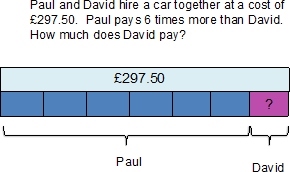 Paul and David hire a car together at a cost of
£297.50.  Paul pays 6 times more than David.
How much does David pay?
£297.50
?
Paul
David